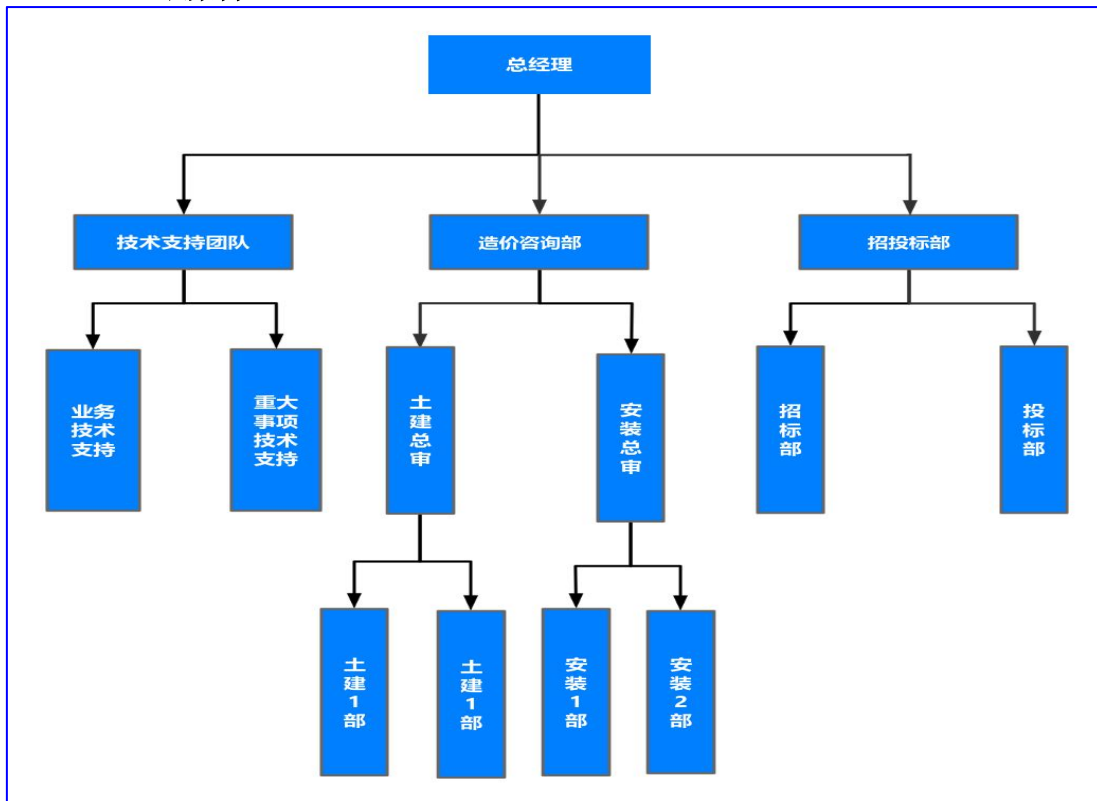 总经理
技术支持团队
造价咨询部
招投标部
业务
技术
支持
重大
事项
技术
支持
土建总审
安装总审
招标部
投标部
土建1部
土建1部
安装1部
安装2部